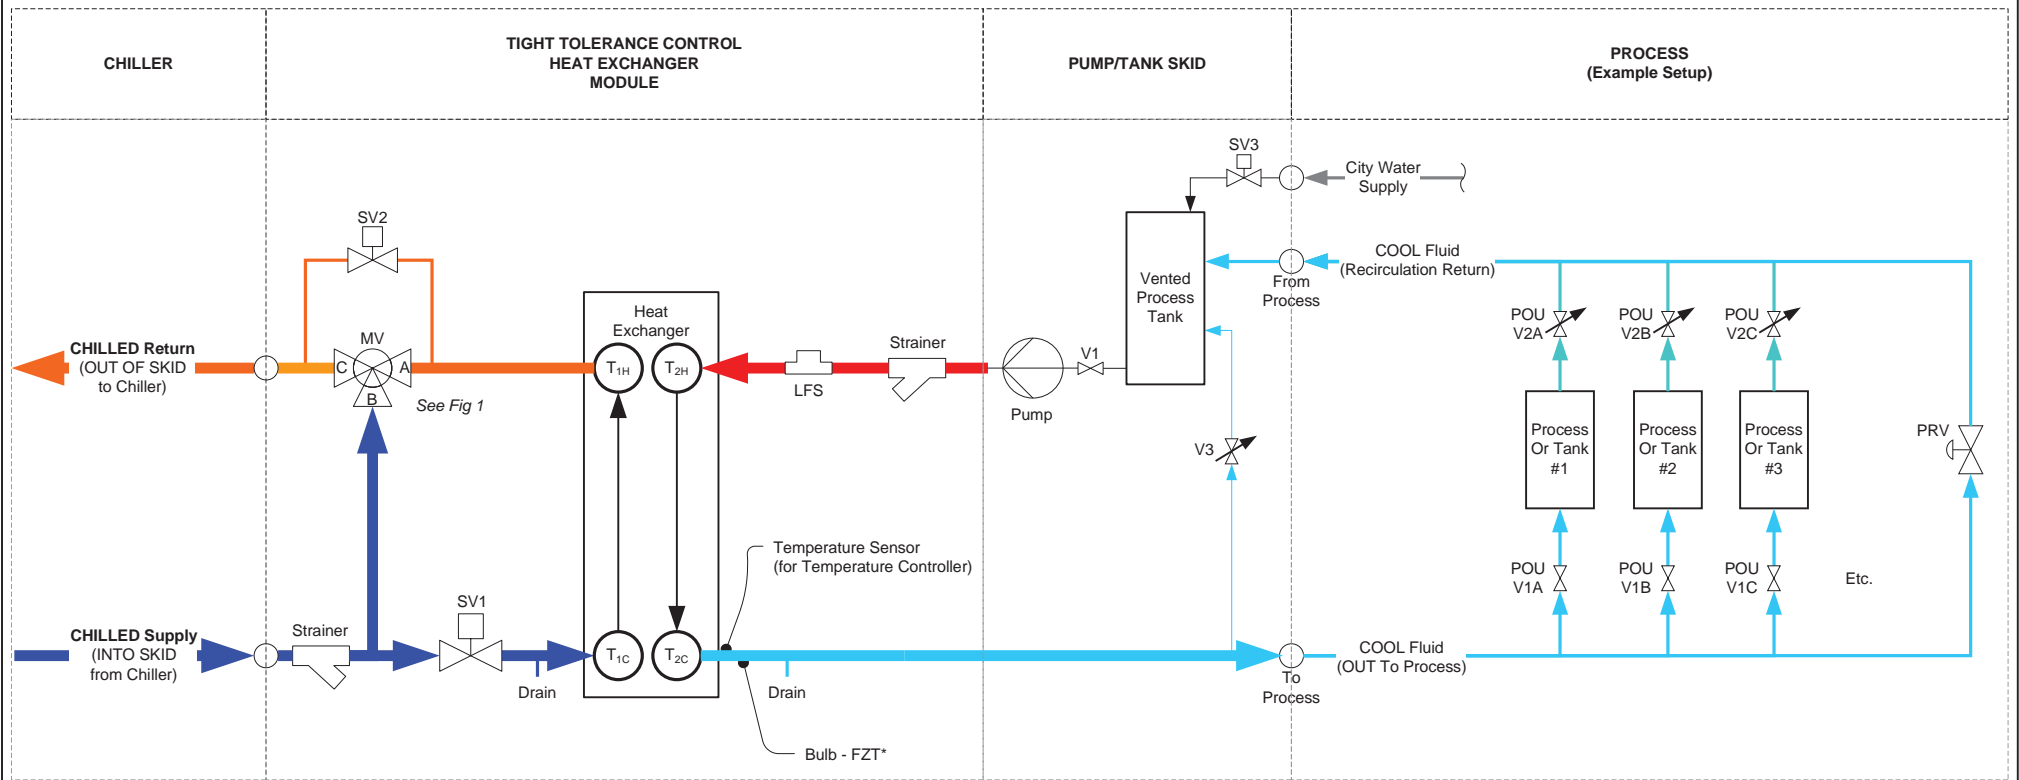 CHILLER
TIGHT TOLERANCE CONTROL
HEAT EXCHANGER
MODULE
PUMP/TANK SKID
PROCESS
(Example Setup)
SV3
City Water
Supply
SV2
COOL Fluid
(Recirculation Return)
From
Process
Vented
Process
Tank
Heat
Exchanger
POU
V2A
POU
V2B
POU
V2C
MV
CHILLED Return
(OUT OF SKID
to Chiller)
C
A
B
See Fig 1
T1H
T2H
LFS
Strainer
Pump
V1
V3
Process
Or Tank
#1
Process
Or Tank
#2
Process
Or Tank
#3
PRV
Temperature Sensor
(for Temperature Controller)
POU
V1A
POU
V1B
POU
V1C
Etc.
SV1
Strainer
CHILLED Supply
(INTO SKID
from Chiller)
T1C
T2C
COOL Fluid
(OUT To Process)
To
Process
Drain
Drain
Bulb - FZT*